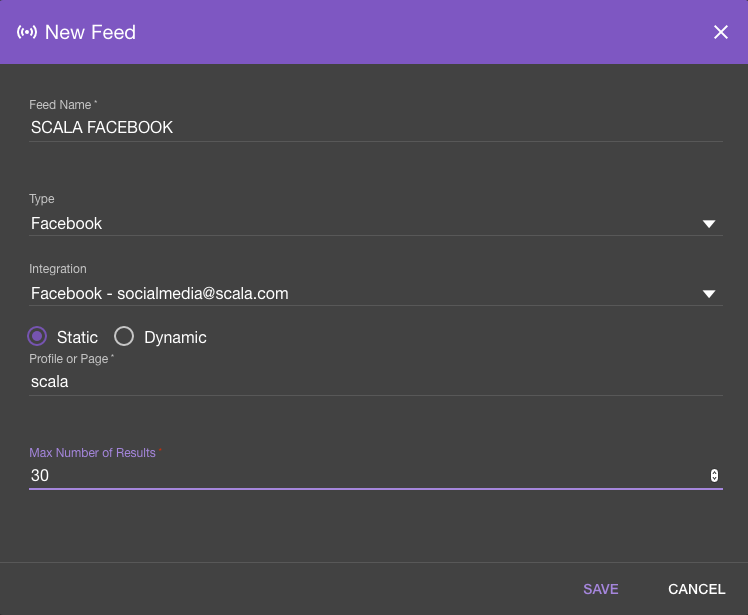 New Feed
Feed Name *
SCALA FACEBOOK
Type
Facebook
Integration
Facebook - socialmedia@scala.com
Static Dynamic
Profile or Page *
scala
Max Number of Results *
30
SAVE CANCEL